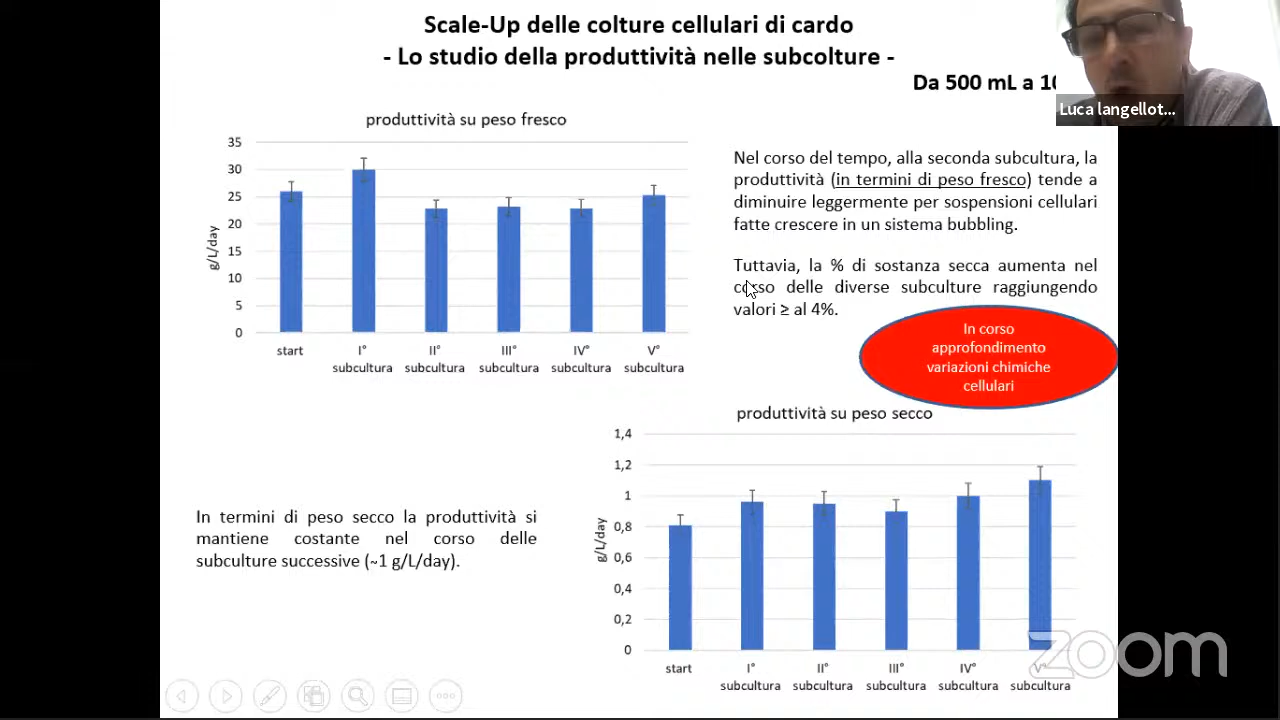 Scale-Up delle colture cellulari di cardo
- Lo studio della produttività nelle subcolture -
Da 500 mL a 10
Luca Iangellot...
produttività su peso fresco
35
30
25
20
15
10
5
0
g/L/day
start
I° subcultura
II° subcultura
III° subcultura
IV° subcultura
V° subcultura
Nel corso del tempo, alla seconda subcultura, la
produttività (in termini di peso fresco) tende a
diminuire leggermente per sospensioni cellulari
fatte crescere in un sistema bubbling.
Tuttavia, la % di sostanza secca aumenta nel
corso delle diverse subculture raggiungendo
valori ≥ al 4%.
In corso
approfondimento
variazioni chimiche
cellulari
produttività su peso secco
1,4
1,2
1
0,8
0,6
0,4
0,2
0
g/L/day
start
I° subcultura
II° subcultura
III° subcultura
IV° subcultura
V° subcultura
In termini di peso secco la produttività si
mantiene costante nel corso delle
subculture successive (~1 g/L/day).
zoom